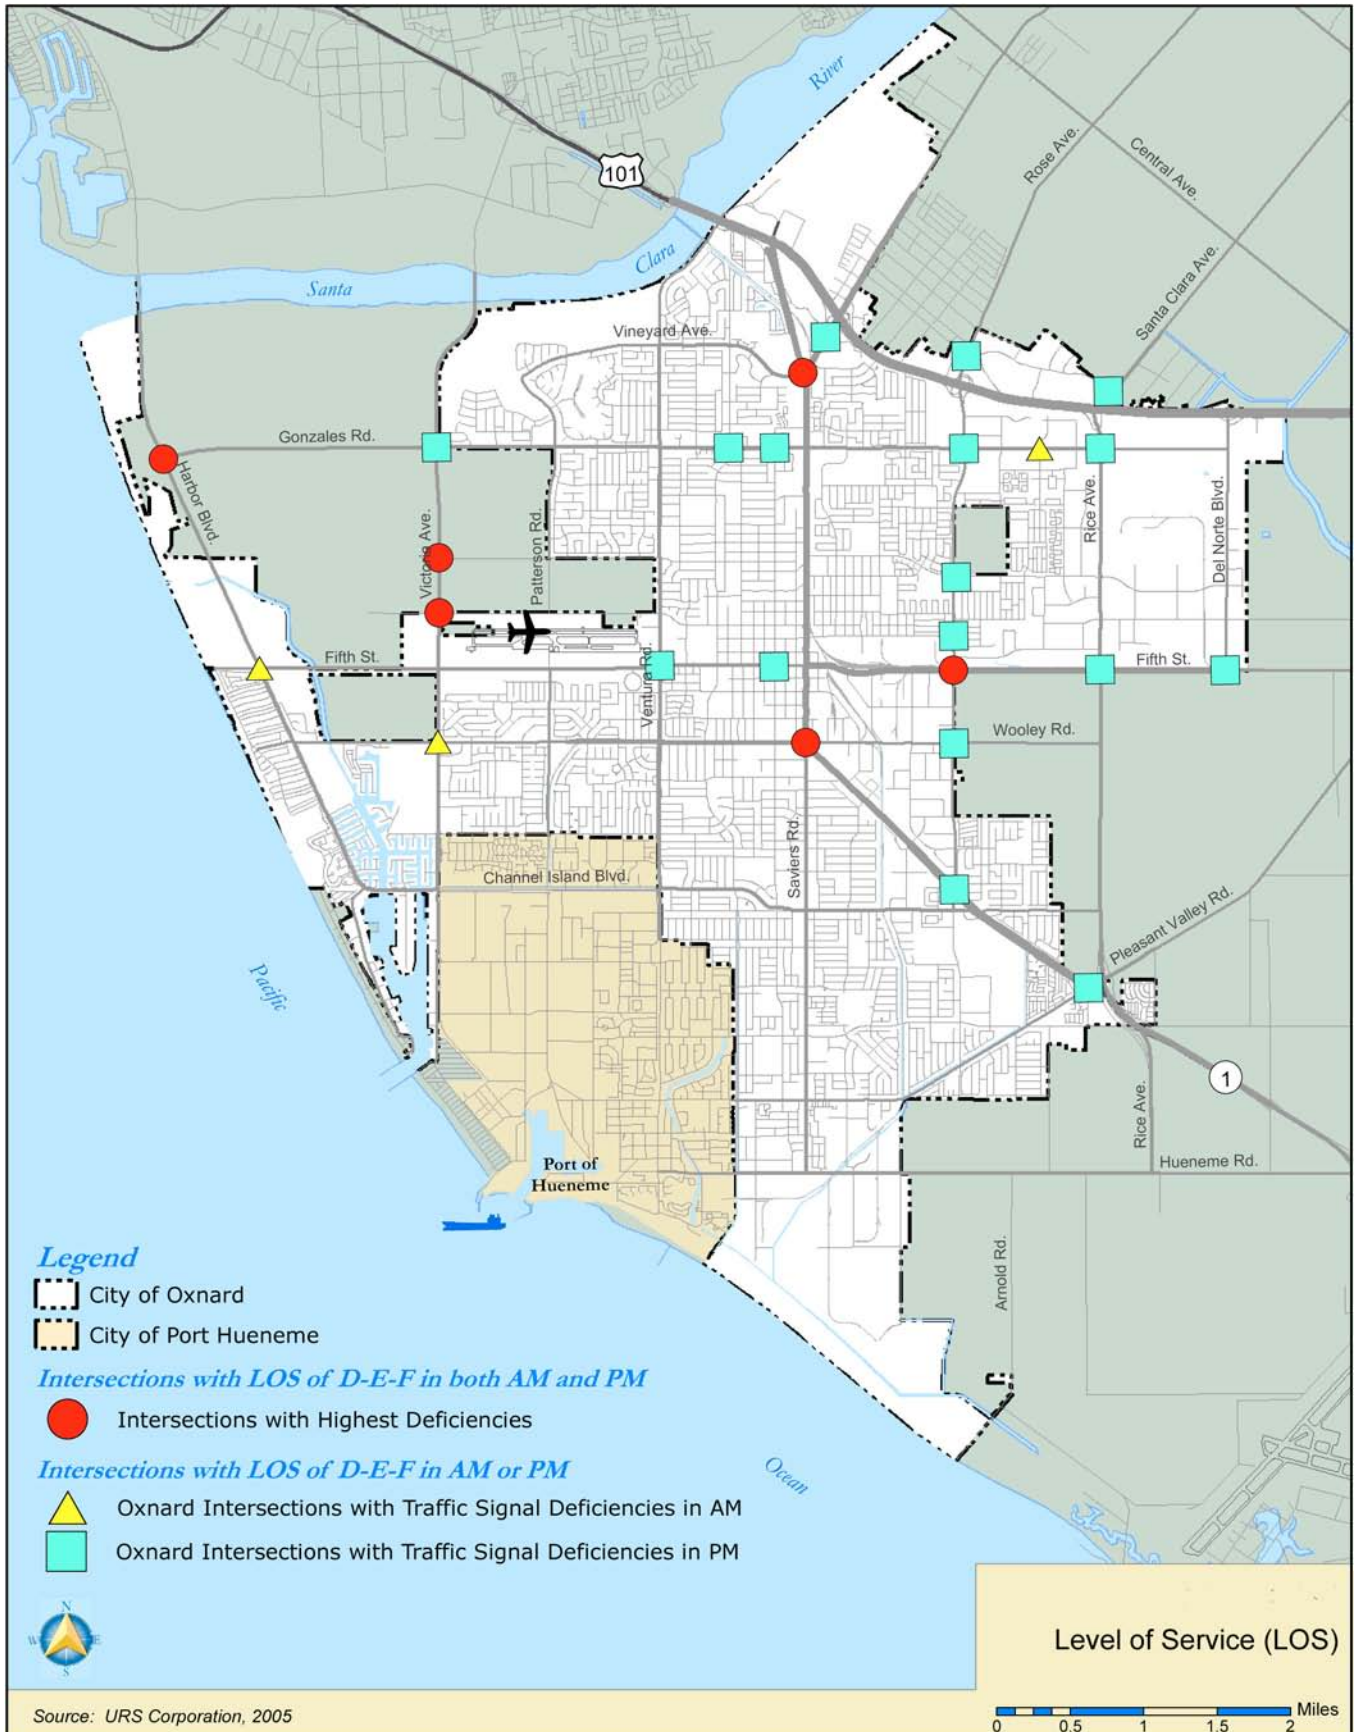 River
Rose Ave.
Central Ave.
101
Clara
Santa Clara Ave.
Santa
Vineyard Ave.
Gonzales Rd.
Harbor Blvd.
Victoria Ave.
Patterson Rd.
Rice Ave.
Del Norte Blvd.
Fifth St.
Ventura Rd.
Fifth St.
Wooley Rd.
Saviers Rd.
Channel Island Blvd.
Pleasant Valley Rd.
Pacific
1
Rice Ave.
Port of
Hueneme
Hueneme Rd.
Arnold Rd.
Legend
City of Oxnard
City of Port Hueneme
Intersections with LOS of D-E-F in both AM and PM
Intersections with Highest Deficiencies
Intersections with LOS of D-E-F in AM or PM
Ocean
Oxnard Intersections with Traffic Signal Deficiencies in AM
Oxnard Intersections with Traffic Signal Deficiencies in PM
N
W E
S
Level of Service (LOS)
Source: URS Corporation, 2005
Miles
0 0.5 1 1.5 2